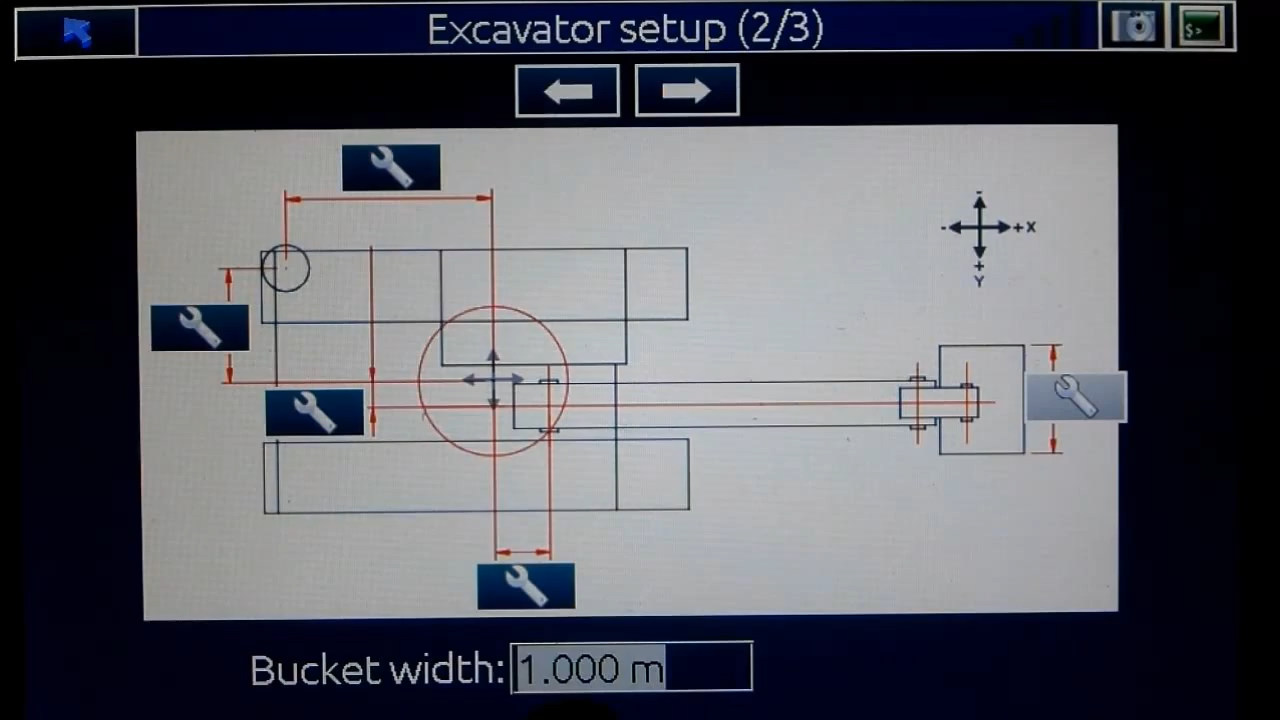 Excavator setup (2/3)
$>
-
- +X
+
Y
Bucket width: 1.000 m